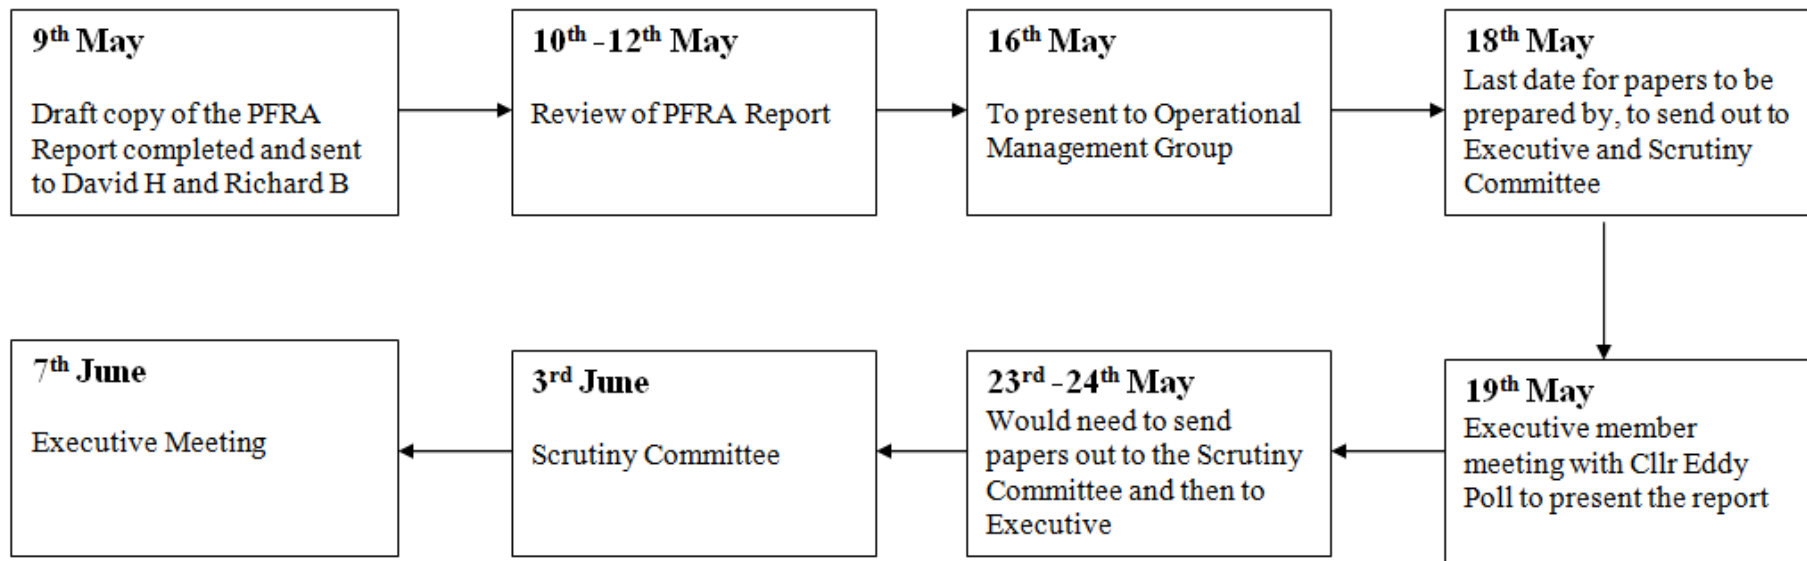 9th May
Draft copy of the PFRA
Report completed and sent
to David H and Richard B
10th -12th May
Review of PFRA Report
16th May
To present to Operational
Management Group
18th May
Last date for papers to be
prepared by, to send out to
Executive and Scrutiny
Committee
19th May
Executive member
meeting with Cllr Eddy
Poll to present the report
23rd -24th May
Would need to send
papers out to the Scrutiny
Committee and then to
Executive
3rd June
Scrutiny Committee
7th June
Executive Meeting